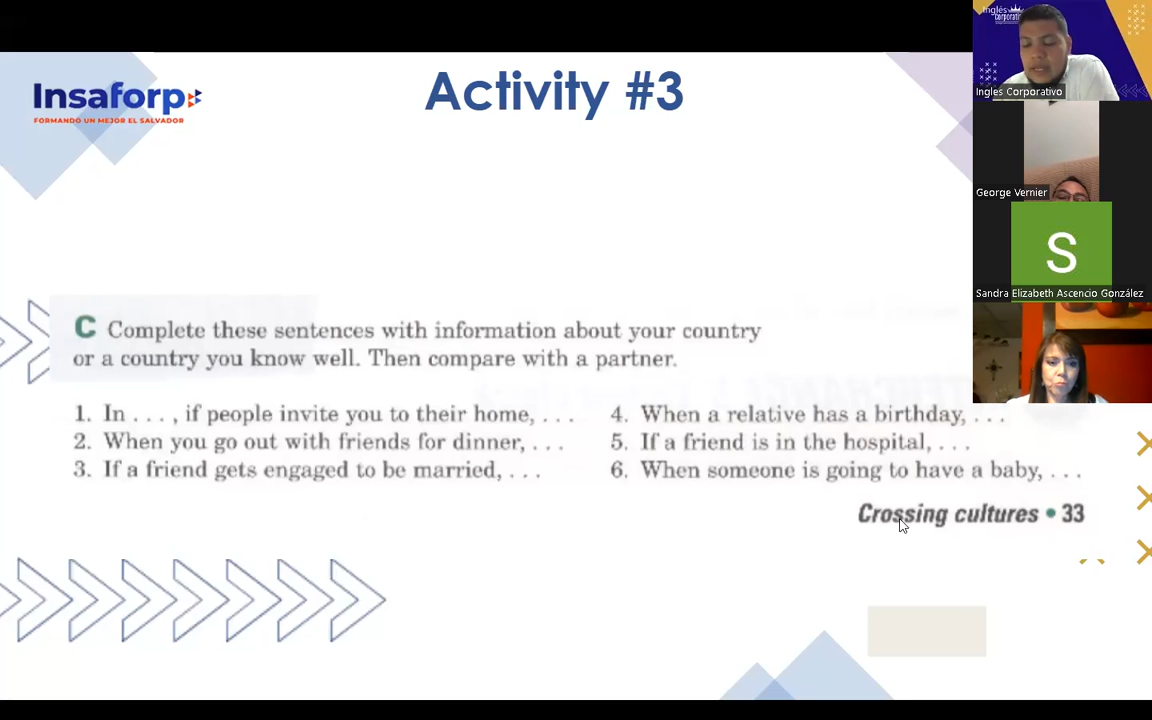 Insaforp
FORMANDO UN MEJOR EL SALVADOR
Activity #3
C Complete these sentences with information about your country
or a country you know well. Then compare with a partner.
1. In . . . , if people invite you to their home, . . .
2. When you go out with friends for dinner, . . .
3. If a friend gets engaged to be married, . . .
4. When a relative has a birthday, . . .
5. If a friend is in the hospital, . . .
6. When someone is going to have a baby, . . .
Crossing cultures • 33
Inglés
Corporativo
Ingles Corporativo
George Vernier
S
Sandra Elizabeth Ascencio González